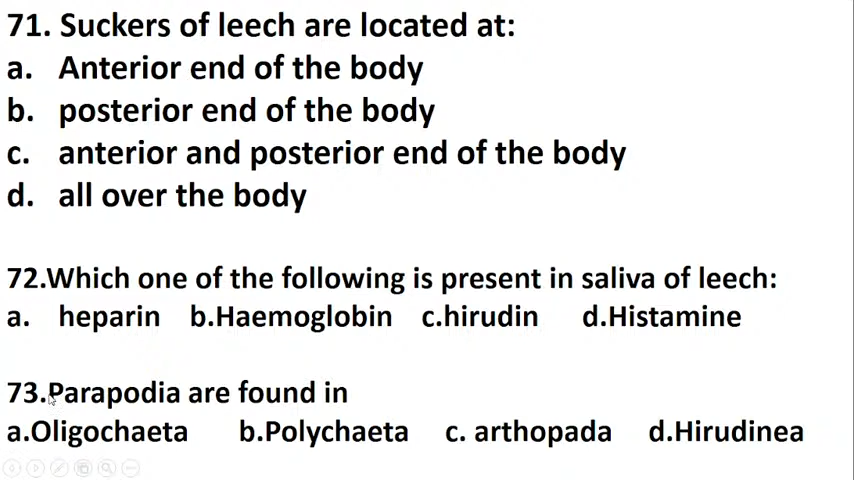 71. Suckers of leech are located at:
a. Anterior end of the body
b. posterior end of the body
c. anterior and posterior end of the body
d. all over the body
72.Which one of the following is present in saliva of leech:
a. heparin b.Haemoglobin c.hirudin d.Histamine
73.Parapodia are found in
a.Oligochaeta b.Polychaeta c. arthopada d.Hirudinea